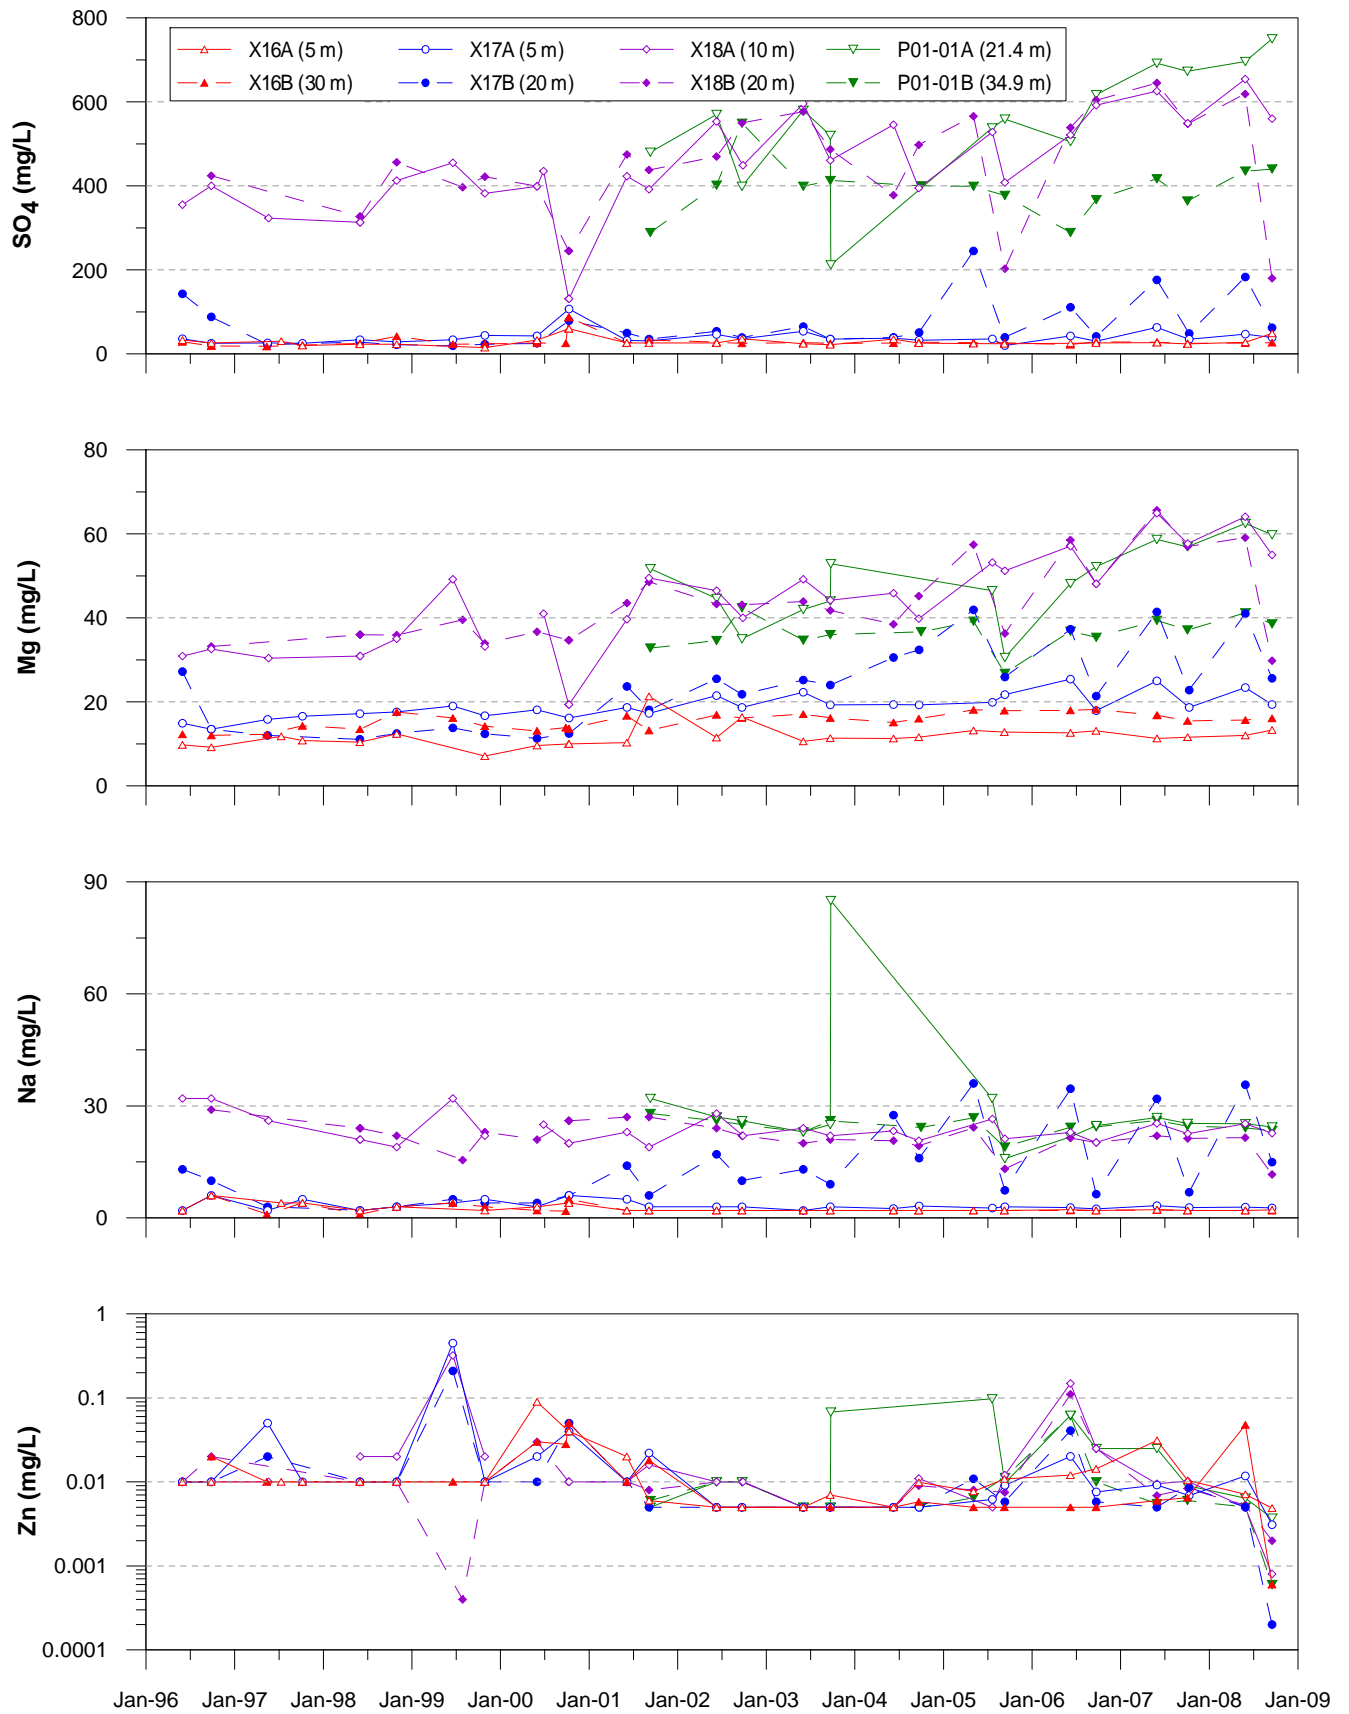 800
X16A (5 m) X17A (5 m) X18A (10 m) P01-01A (21.4 m)
X16B (30 m) X17B (20 m) X18B (20 m) P01-01B (34.9 m)
600
400
200
0
SO4 (mg/L)
80
60
40
20
0
Mg (mg/L)
90
60
30
0
Na (mg/L)
1
0.1
0.01
0.001
0.0001
Zn (mg/L)
Jan-96 Jan-97 Jan-98 Jan-99 Jan-00 Jan-01 Jan-02 Jan-03 Jan-04 Jan-05 Jan-06 Jan-07 Jan-08 Jan-09